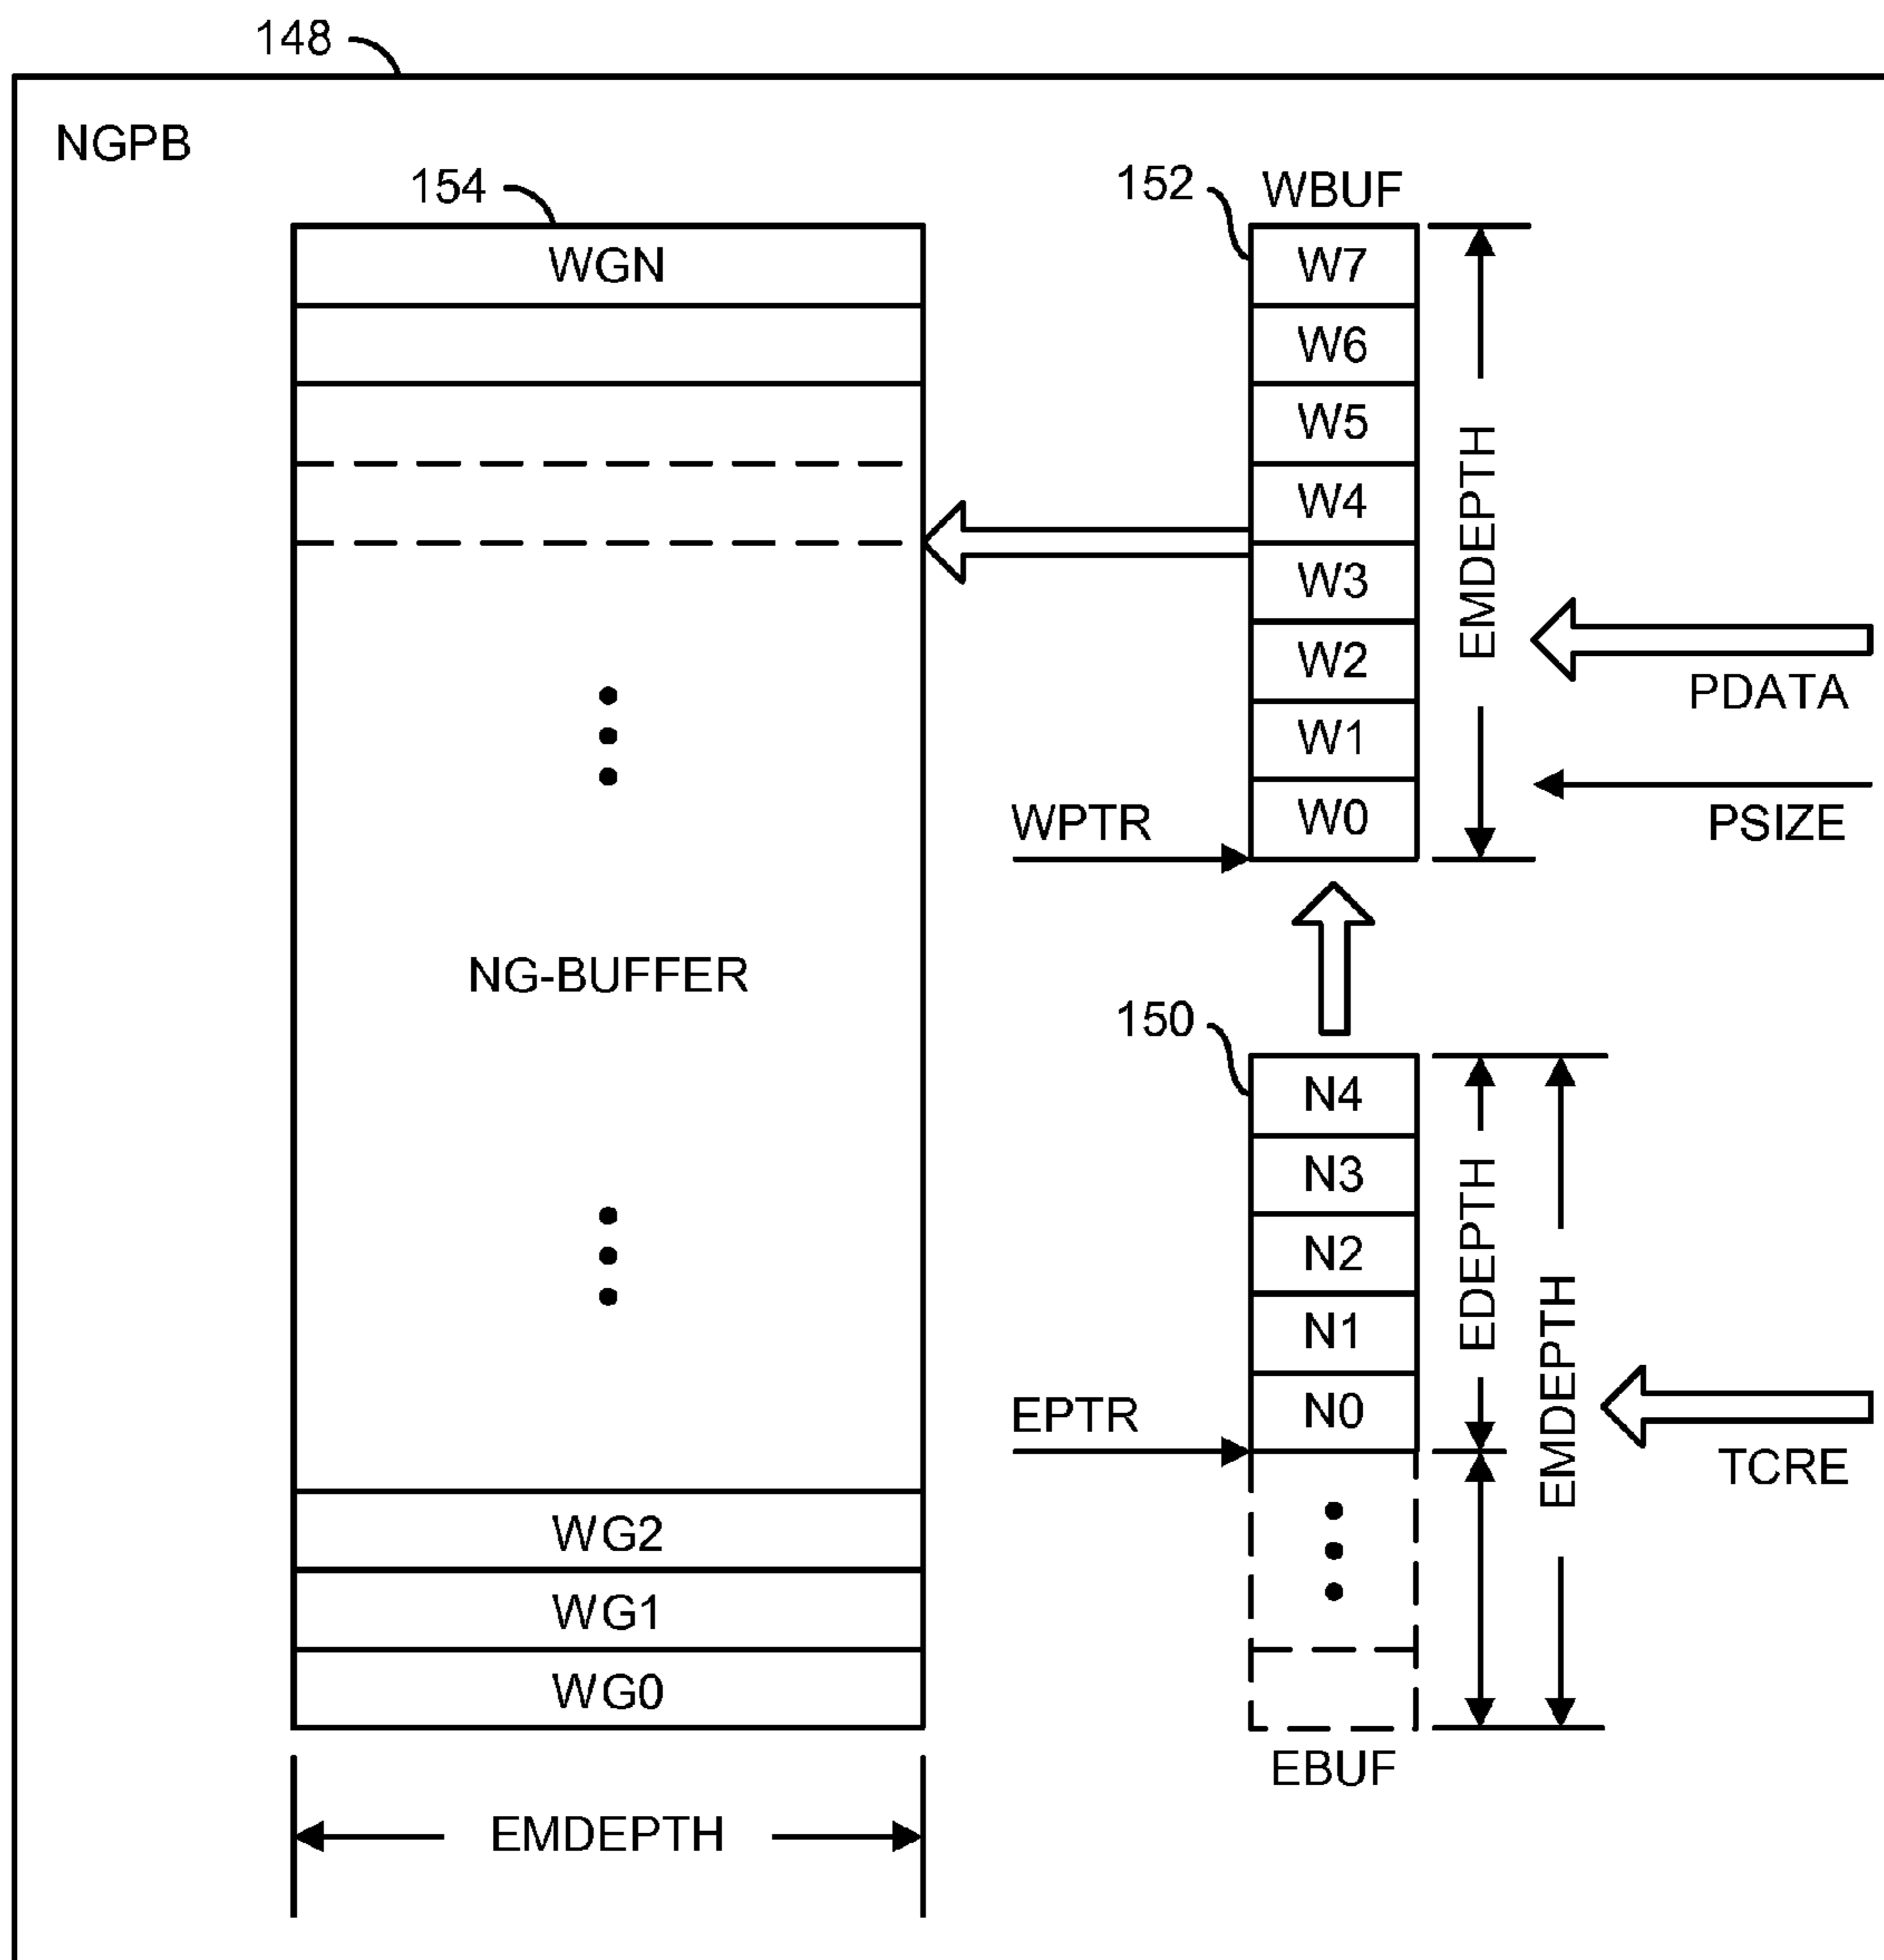 148
NGPB
154
152
WBUF
WGN
W7
W6
W5
W4
W3
W2
W1
W0
EMDEPTH
PDATA
PSIZE
WPTR
NG-BUFFER
150
N4
N3
N2
N1
N0
EDEPTH
EMDEPTH
EPTR
TCRE
WG2
WG1
WG0
EBUF
EMDEPTH